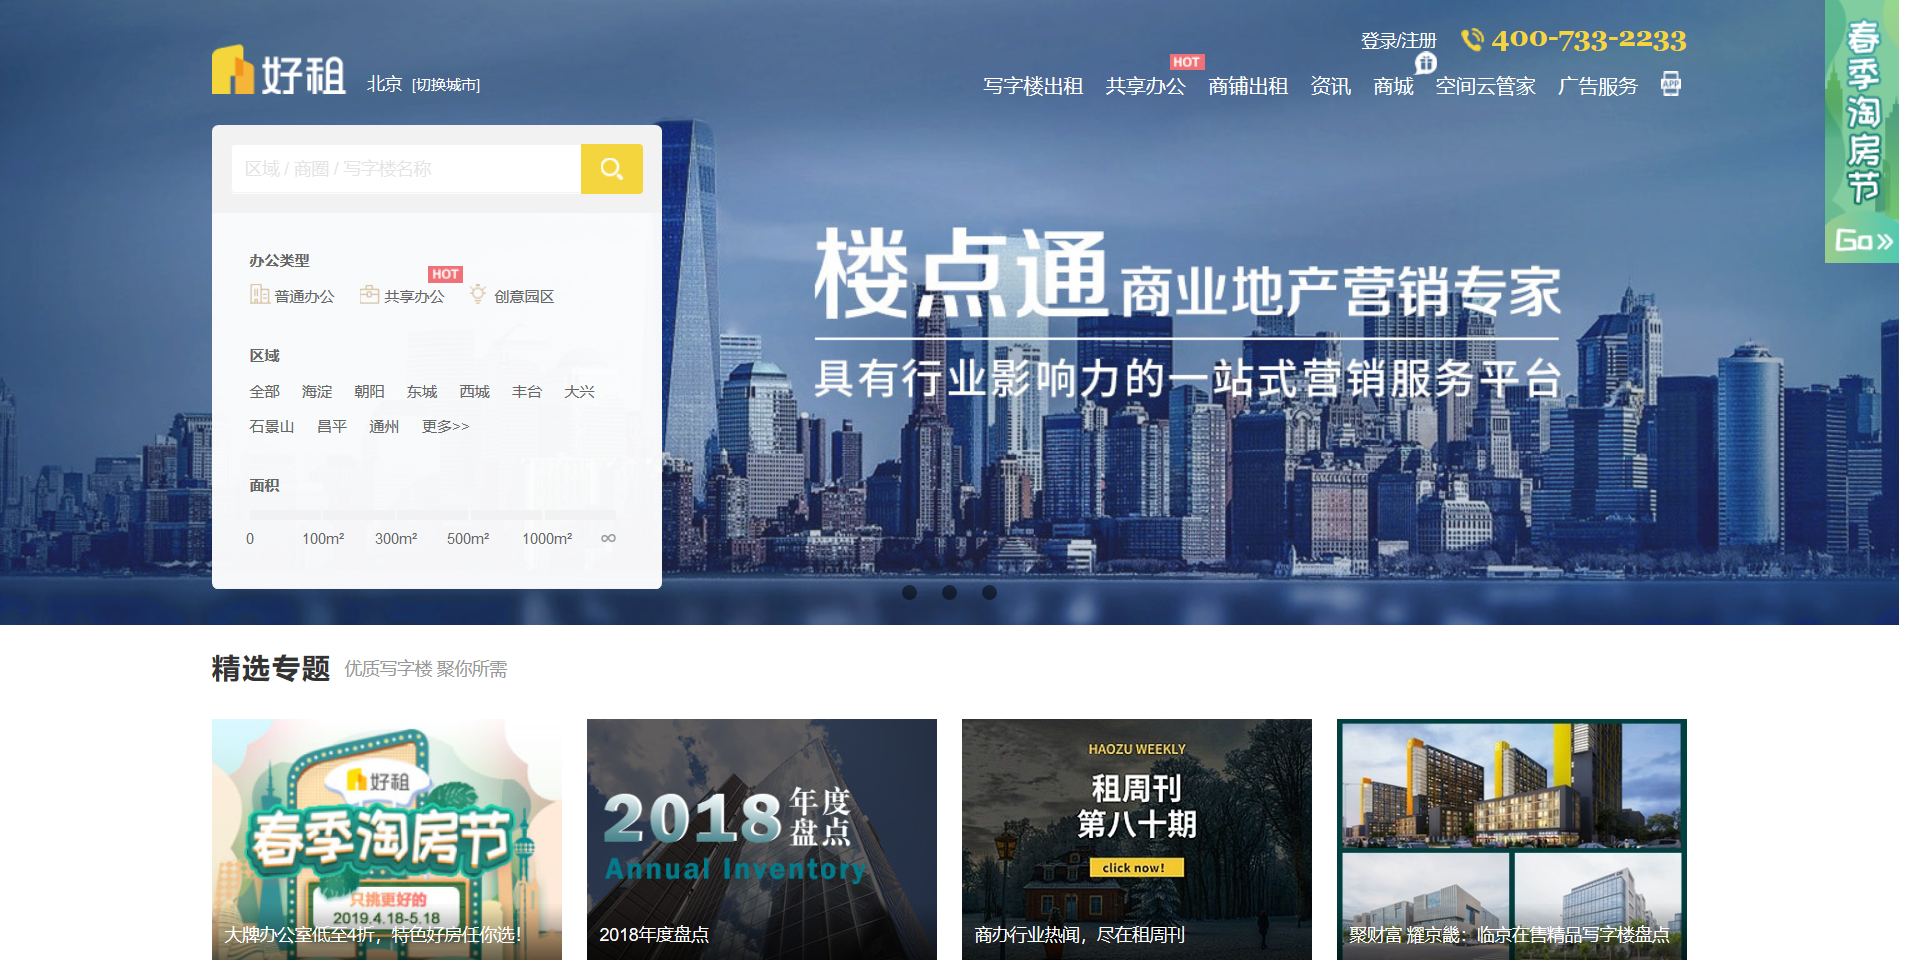 登录/注册
400-733-2233
好租
北京 [切换城市]
HOT
写字楼出租 共享办公 商铺出租 资讯 商城 空间云管家 广告服务 APP
春季淘房节
Go»
区域 / 商圈 / 写字楼名称
办公类型
HOT
普通办公 共享办公 创意园区
区域
全部 海淀 朝阳 东城 西城 丰台 大兴
石景山 昌平 通州 更多>>
面积
0 100m² 300m² 500m² 1000m² ∞
楼点通 商业地产营销专家
具有行业影响力的一站式营销服务平台
精选专题 优质写字楼 聚你所需
好租
春季淘房节
只挑更好的
2019.4.18-5.18
大牌办公室低至4折，特色好房任你选！
2018年度盘点
Annual Inventory
2018年度盘点
HAOZU WEEKLY
租周刊
第八十期
click now!
商办行业热闻，尽在租周刊
聚财富 耀京畿：临京在售精品写字楼盘点